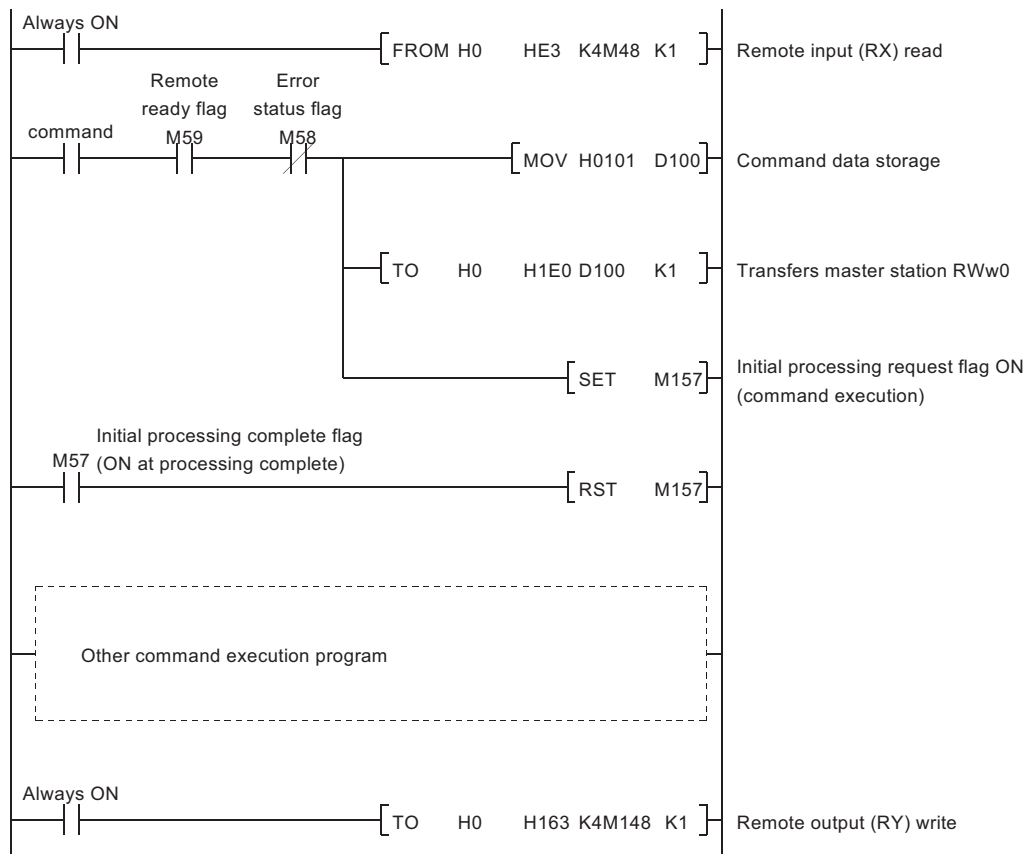 Always ON
FROM H0 HE3 K4M48 K1
Remote input (RX) read
Remote ready flag
M59
Error status flag
M58
command
MOV H0101 D100
Command data storage
TO H0 H1E0 D100 K1
Transfers master station RWw0
SET M157
Initial processing request flag ON
(command execution)
Initial processing complete flag
M57 (ON at processing complete)
RST M157
Other command execution program
Always ON
TO H0 H163 K4M148 K1
Remote output (RY) write